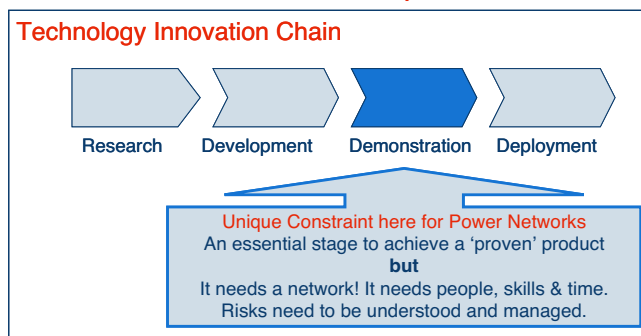 Technology Innovation Chain
Research Development Demonstration Deployment
Unique Constraint here for Power Networks
An essential stage to achieve a ‘proven’ product
but
It needs a network! It needs people, skills & time.
Risks need to be understood and managed.